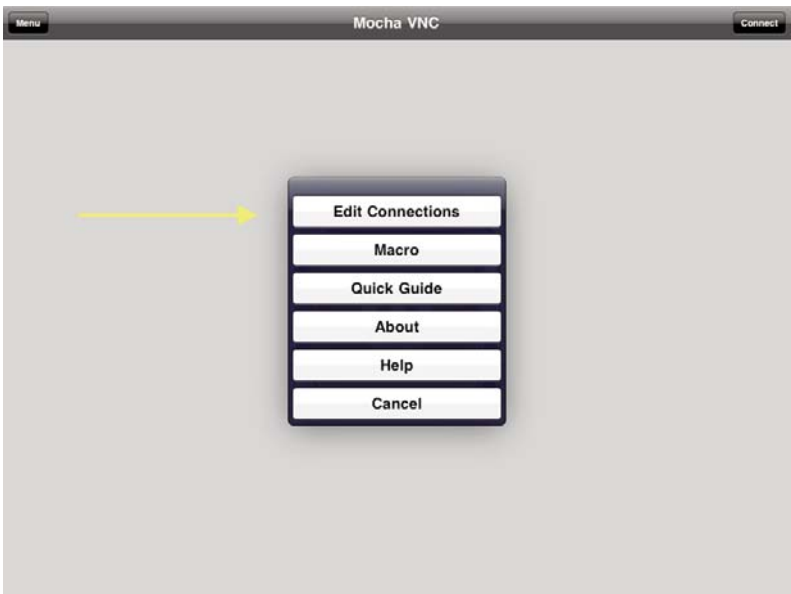 Menu
Mocha VNC
Connect
Edit Connections
Macro
Quick Guide
About
Help
Cancel